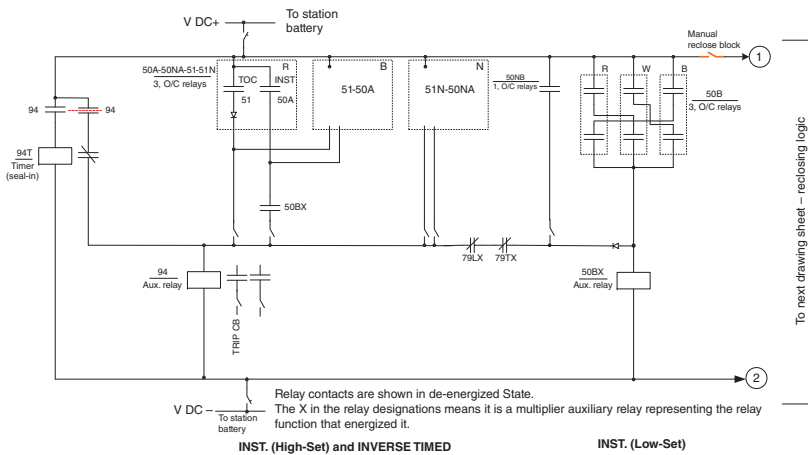 V DC+
To station
battery
Manual
reclose block
1
50A-50NA-51-51N
3, O/C relays
R
TOC
INST
51
50A
B
51-50A
N
51N-50NA
50NB
1, O/C relays
R
W
B
50B
3, O/C relays
94
94
94T
Timer
(seal-in)
50BX
79LX
79TX
94
Aux. relay
50BX
Aux. relay
TRIP CB
To next drawing sheet – reclosing logic
2
V DC –
To station
battery
Relay contacts are shown in de-energized State.
The X in the relay designations means it is a multiplier auxiliary relay representing the relay
function that energized it.
INST. (High-Set) and INVERSE TIMED
INST. (Low-Set)